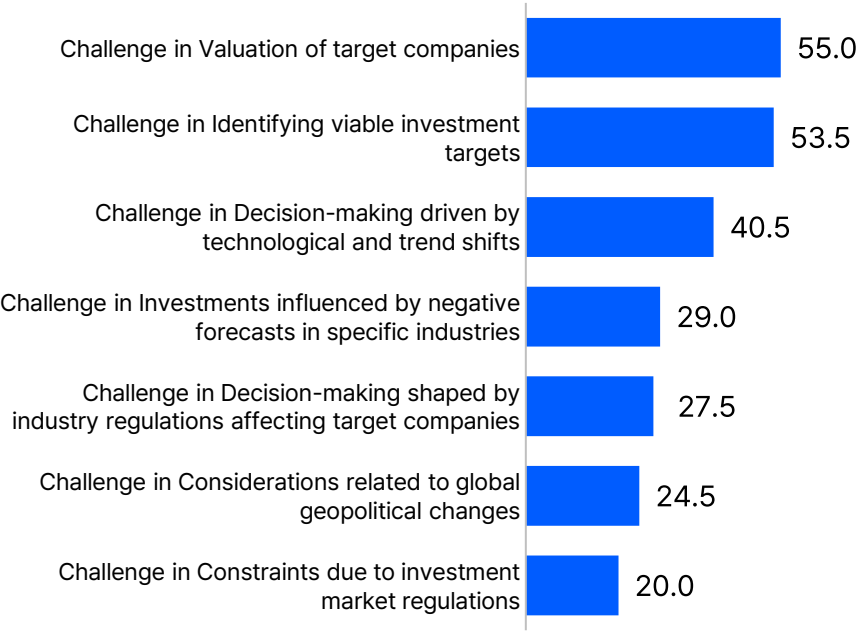 Challenge in Valuation of target companies
55.0
Challenge in Identifying viable investment
targets
53.5
Challenge in Decision-making driven by
technological and trend shifts
40.5
Challenge in Investments influenced by negative
forecasts in specific industries
29.0
Challenge in Decision-making shaped by
industry regulations affecting target companies
27.5
Challenge in Considerations related to global
geopolitical changes
24.5
Challenge in Constraints due to investment
market regulations
20.0